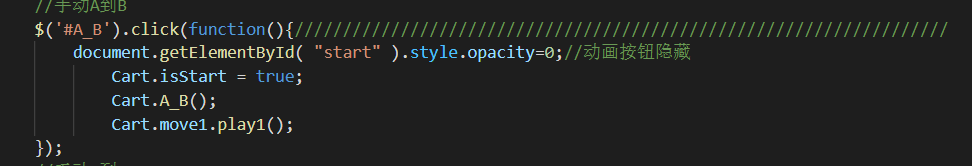 //手动A到B
$('#A_B').click(function(){////////////////////////////////////////////////////////////////////
document.getElementById( "start" ).style.opacity=0;//动画按钮隐藏
Cart.isStart = true;
Cart.A_B();
Cart.move1.play1();
});